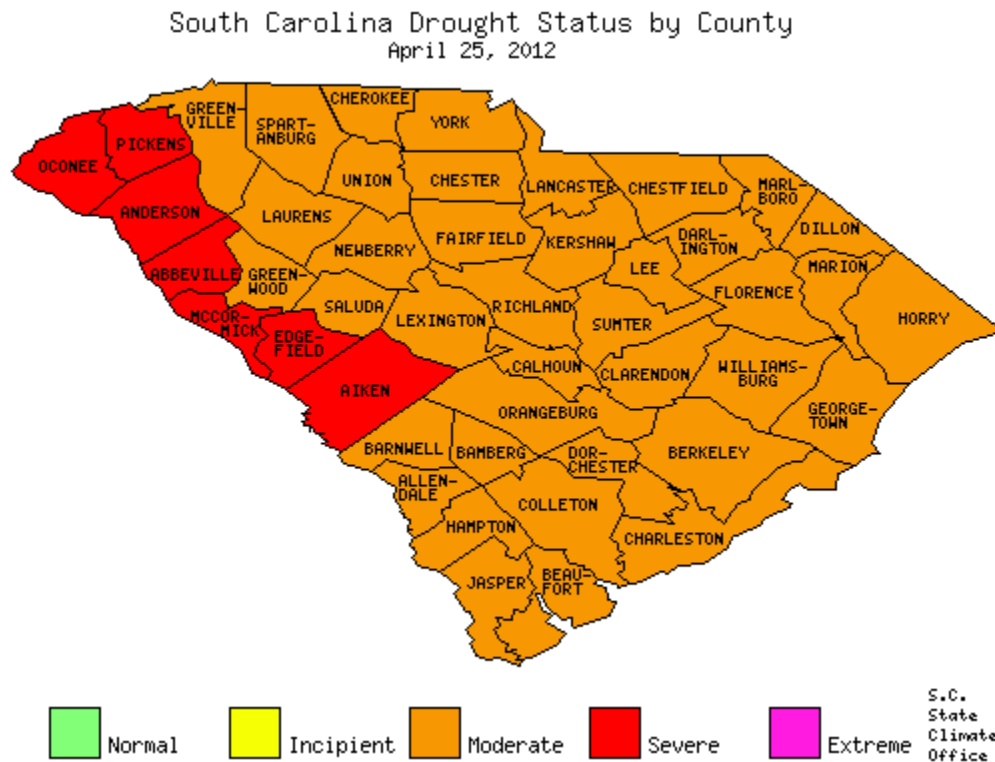 South Carolina Drought Status by County
April 25, 2012
CHEROKEE
GREEN-
VILLE
SPART-
ANBURG
YORK
PICKENS
OCONEE
UNION
CHESTER
LANCASTER
CHESTFIELD
MARL-
BORO
ANDERSON
LAURENS
DILLON
FAIRFIELD
KERSHAW
DARL-
INGTON
NEWBERRY
ABBEVILLE
GREEN-
WOOD
LEE
MARION
SALUDA
RICHLAND
FLORENCE
MCCOR-
MICK
LEXINGTON
SUMTER
HORRY
EDGE-
FIELD
CALHOUN
CLARENDON
WILLIAMS-
BURG
AIKEN
ORANGEBURG
GEORGE-
TOWN
BARNWELL
BAMBERG
DOR-
CHESTER
BERKELEY
ALLEN-
DALE
COLLETON
HAMPTON
CHARLESTON
JASPER
BEAU-
FORT
Normal
Incipient
Moderate
Severe
Extreme
S.C.
State
Climate
Office